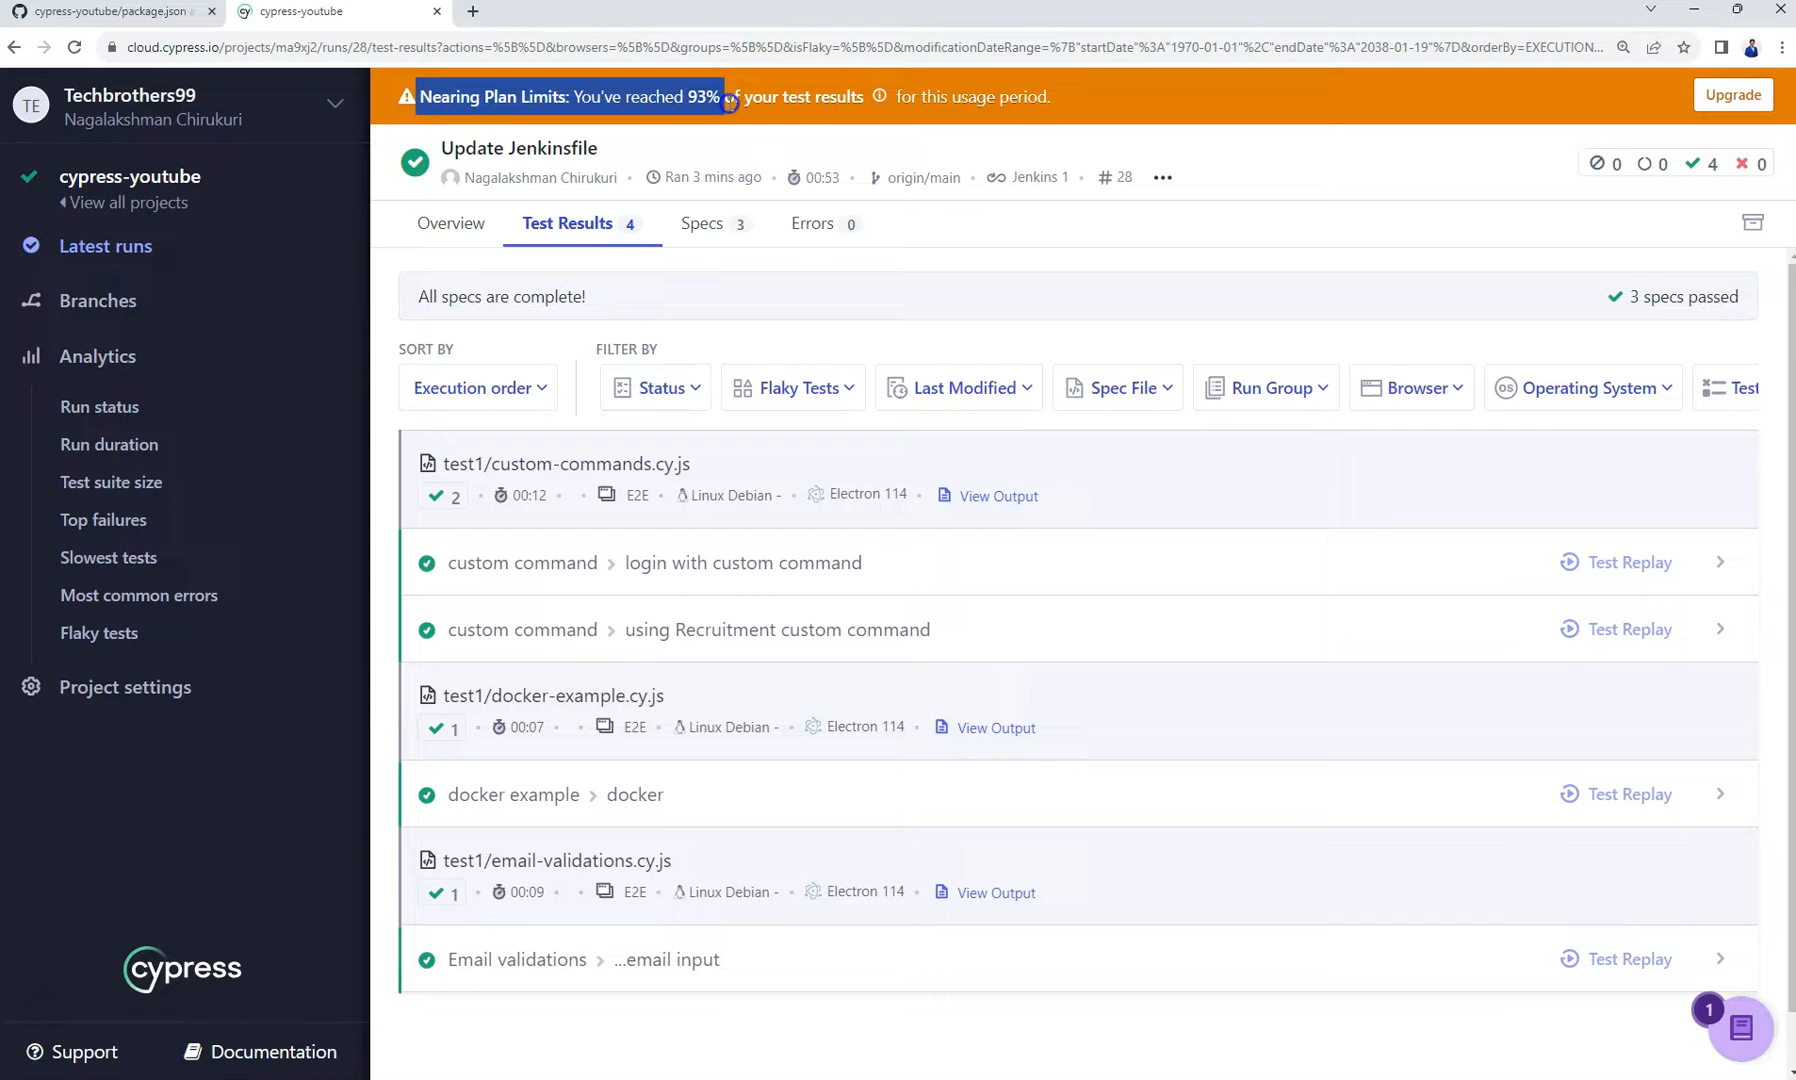 cypress-youtube/package.json
cypress-youtube
cloud.cypress.io/projects/ma9xj2/runs/28/test-results?actions=%5B%5D&browsers=%5B%5D&groups=%5B%5D&isFlaky=%5B%5D&modificationDateRange=%7B"startDate"%3A"1970-01-01"%2C"endDate"%3A"2038-01-19"%7D&orderBy=EXECUTION...
TE
Techbrothers99
Nagalakshman Chirukuri
Nearing Plan Limits: You've reached 93% of your test results for this usage period.
Upgrade
cypress-youtube
View all projects
Latest runs
Branches
Analytics
Run status
Run duration
Test suite size
Top failures
Slowest tests
Most common errors
Flaky tests
Project settings
cypress
Support Documentation
Update Jenkinsfile
Nagalakshman Chirukuri Ran 3 mins ago 00:53 origin/main Jenkins 1 # 28 •••
0 0 4 0
Overview Test Results 4 Specs 3 Errors 0
All specs are complete! 3 specs passed
SORT BY FILTER BY
Execution order Status Flaky Tests Last Modified Spec File Run Group Browser OS Operating System Test
test1/custom-commands.cy.js
2 00:12 E2E Linux Debian - Electron 114 View Output
custom command > login with custom command Test Replay
custom command > using Recruitment custom command Test Replay
test1/docker-example.cy.js
1 00:07 E2E Linux Debian - Electron 114 View Output
docker example > docker Test Replay
test1/email-validations.cy.js
1 00:09 E2E Linux Debian - Electron 114 View Output
Email validations > ...email input Test Replay
1